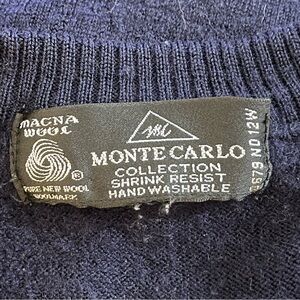 MAGNA
WOOL
PURE NEW WOOL
WOOLMARK
MONTE CARLO
COLLECTION
SHRINK RESIST
HAND WASHABLE